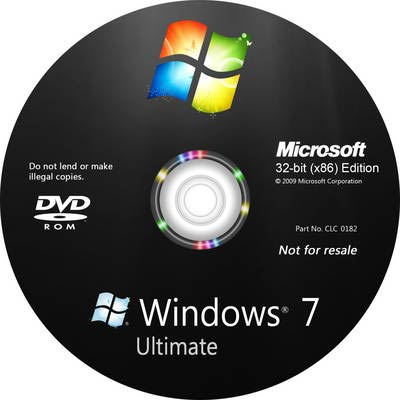 Do not lend or make
illegal copies.
Microsoft
32-bit (x86) Edition
© 2009 Microsoft Corporation
DVD
ROM
Part No. CLC 0182
Not for resale
Windows® 7
Ultimate